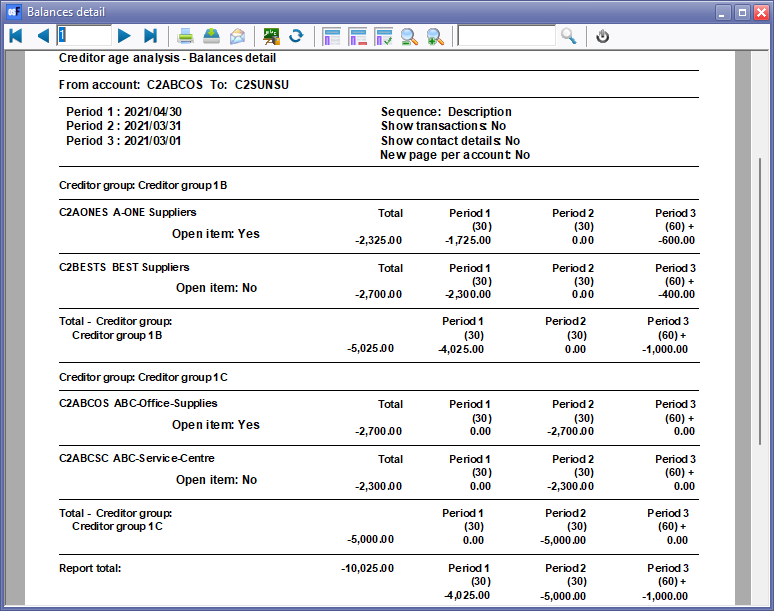 Balances detail
1
Creditor age analysis - Balances detail
From account: C2ABCOS To: C2SUNSU
Period 1 : 2021/04/30 Sequence: Description
Period 2 : 2021/03/31 Show transactions: No
Period 3 : 2021/03/01 Show contact details: No
New page per account: No
Creditor group: Creditor group 1B
C2AONES A-ONE Suppliers Total Period 1 Period 2 Period 3
Open item: Yes (30) (30) (60) +
-2,325.00 -1,725.00 0.00 -600.00
C2BESTS BEST Suppliers Total Period 1 Period 2 Period 3
Open item: No (30) (30) (60) +
-2,700.00 -2,300.00 0.00 -400.00
Total - Creditor group: Period 1 Period 2 Period 3
Creditor group 1B (30) (30) (60) +
-5,025.00 -4,025.00 0.00 -1,000.00
Creditor group: Creditor group 1C
C2ABCOS ABC-Office-Supplies Total Period 1 Period 2 Period 3
Open item: Yes (30) (30) (60) +
-2,700.00 0.00 -2,700.00 0.00
C2ABCSC ABC-Service-Centre Total Period 1 Period 2 Period 3
Open item: No (30) (30) (60) +
-2,300.00 0.00 -2,300.00 0.00
Total - Creditor group: Period 1 Period 2 Period 3
Creditor group 1C (30) (30) (60) +
-5,000.00 0.00 -5,000.00 0.00
Report total: -10,025.00 Period 1 Period 2 Period 3
(30) (30) (60) +
-4,025.00 -5,000.00 -1,000.00